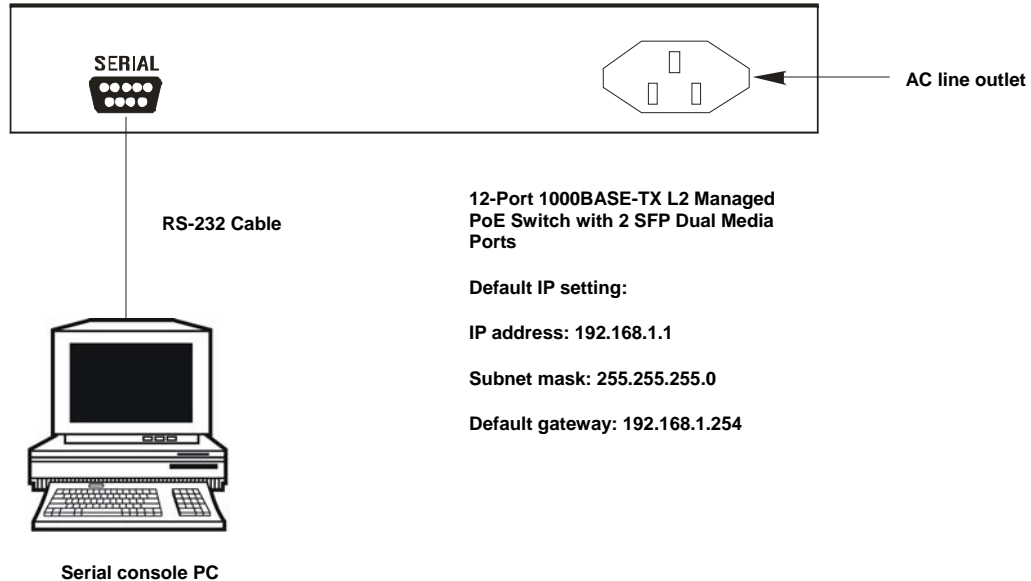 SERIAL
AC line outlet
RS-232 Cable
12-Port 1000BASE-TX L2 Managed
PoE Switch with 2 SFP Dual Media
Ports
Default IP setting:
IP address: 192.168.1.1
Subnet mask: 255.255.255.0
Default gateway: 192.168.1.254
Serial console PC